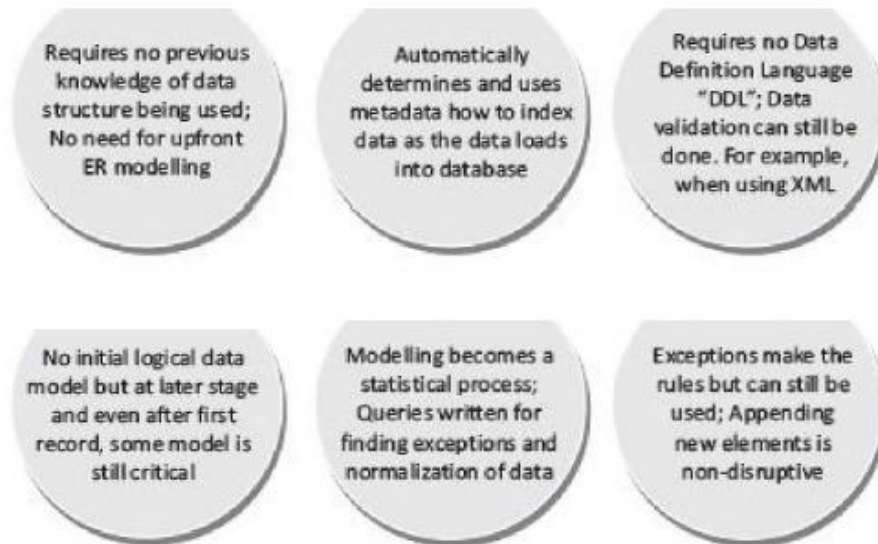 Requires no previous
knowledge of data
structure being used;
No need for upfront
ER modelling
Automatically
determines and uses
metadata how to index
data as the data loads
into database
Requires no Data
Definition Language
"DDL"; Data
validation can still be
done. For example,
when using XML
No initial logical data
model but at later stage
and even after first
record, some model is
still critical
Modelling becomes a
statistical process;
Queries written for
finding exceptions and
normalization of data
Exceptions make the
rules but can still be
used; Appending
new elements is
non-disruptive